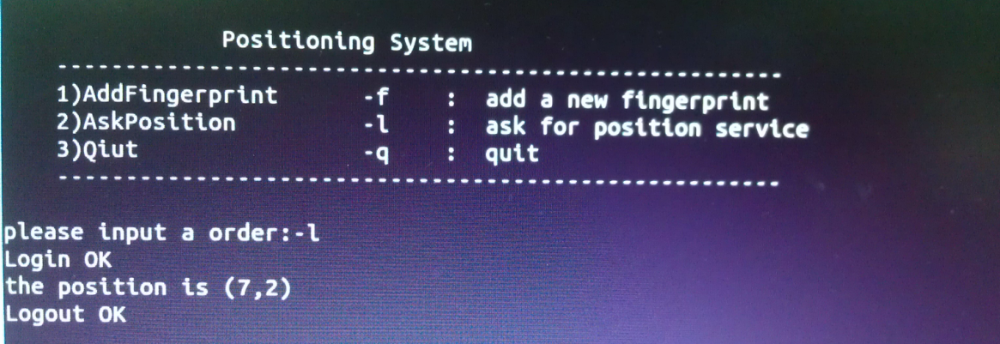 Positioning System
-----------------------------------------------------
1)AddFingerprint -f : add a new fingerprint
2)AskPosition -l : ask for position service
3)Qiut -q : quit
-----------------------------------------------------
please input a order:-l
Login OK
the position is (7,2)
Logout OK